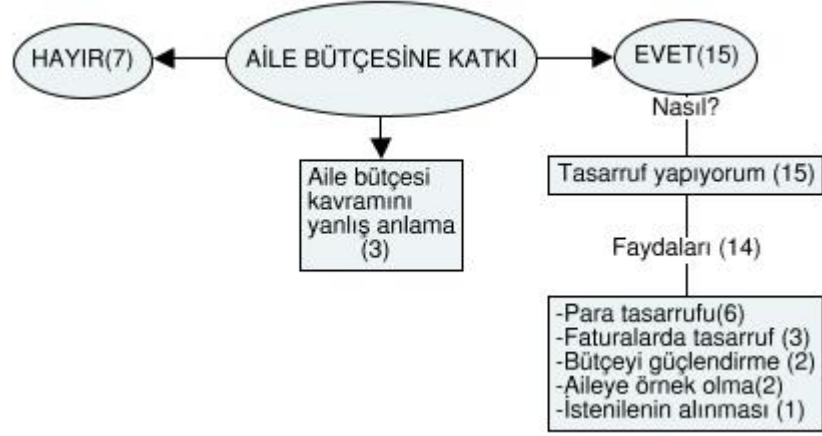 HAYIR(7)
AİLE BÜTÇESİNE KATKI
EVET(15)
Nasıl?
Aile bütçesi
kavramını
yanlış anlama
(3)
Tasarruf yapıyorum (15)
Faydaları (14)
-Para tasarrufu(6)
-Faturalarda tasarruf (3)
-Bütçeyi güçlendirme (2)
-Aileye örnek olma(2)
-İstenilenin alınması (1)